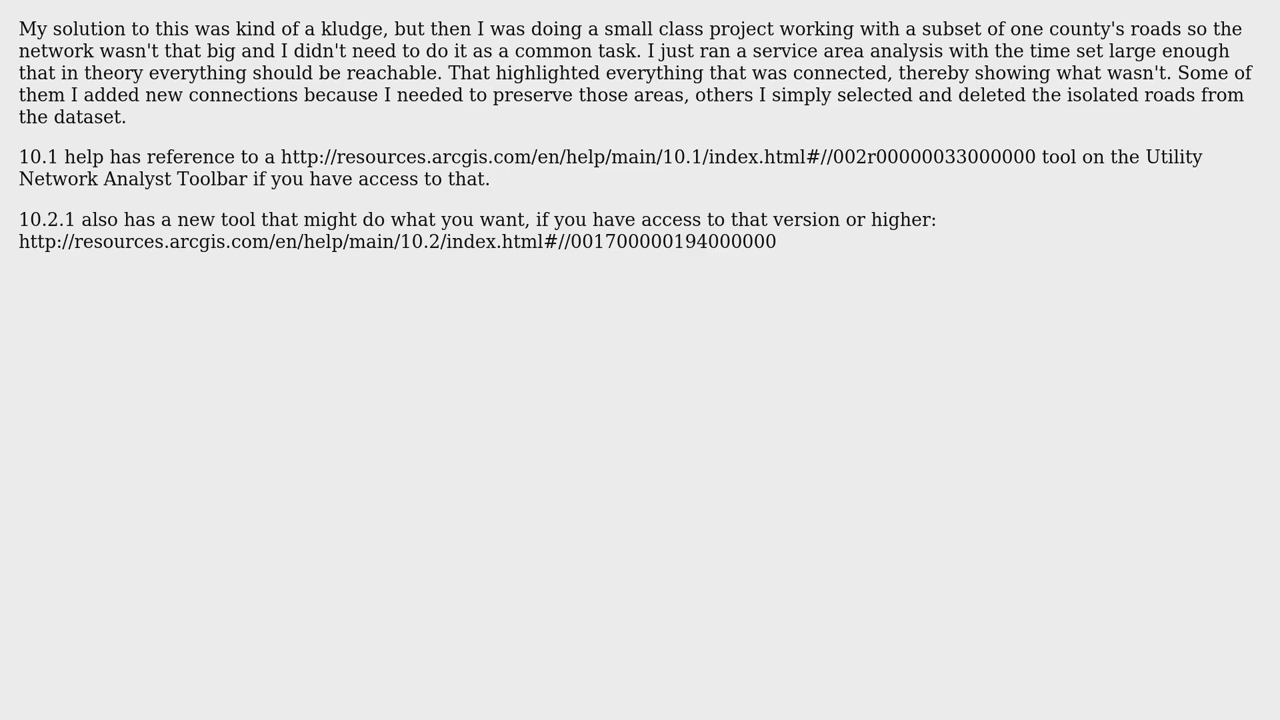 My solution to this was kind of a kludge, but then I was doing a small class project working with a subset of one county's roads so the
network wasn't that big and I didn't need to do it as a common task. I just ran a service area analysis with the time set large enough
that in theory everything should be reachable. That highlighted everything that was connected, thereby showing what wasn't. Some of
them I added new connections because I needed to preserve those areas, others I simply selected and deleted the isolated roads from
the dataset.
10.1 help has reference to a http://resources.arcgis.com/en/help/main/10.1/index.html#//002r00000033000000 tool on the Utility
Network Analyst Toolbar if you have access to that.
10.2.1 also has a new tool that might do what you want, if you have access to that version or higher:
http://resources.arcgis.com/en/help/main/10.2/index.html#//001700000194000000